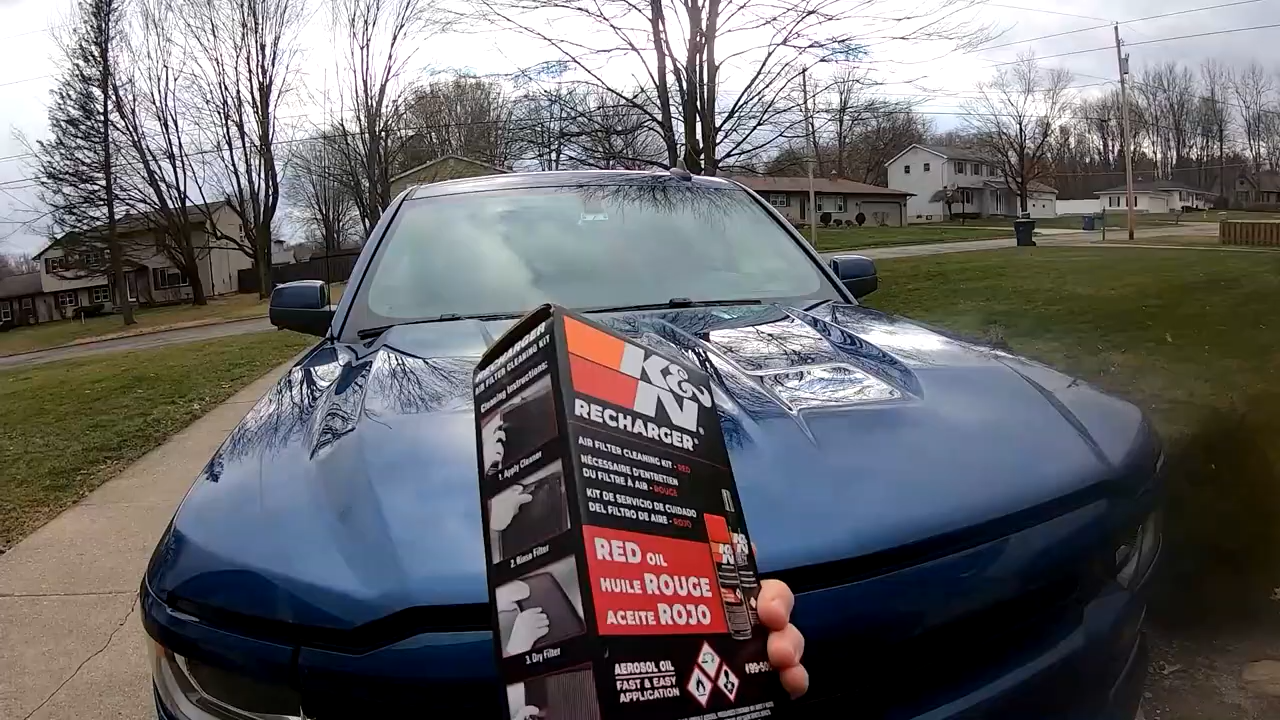 RECHARGER
AIR FILTER CLEANING KIT
Cleaning Instructions:
1. Apply Cleaner
2. Rinse Filter
3. Dry Filter
K&N®
RECHARGER®
AIR FILTER CLEANING KIT - RED
NÉCESSAIRE D'ENTRETIEN
DU FILTRE À AIR - ROUGE
KIT DE SERVICIO DE CUIDADO
DEL FILTRO DE AIRE - ROJO
RED OIL
HUILE ROUGE
ACEITE ROJO
K&N
K&N
AEROSOL OIL
FAST & EASY
APPLICATION